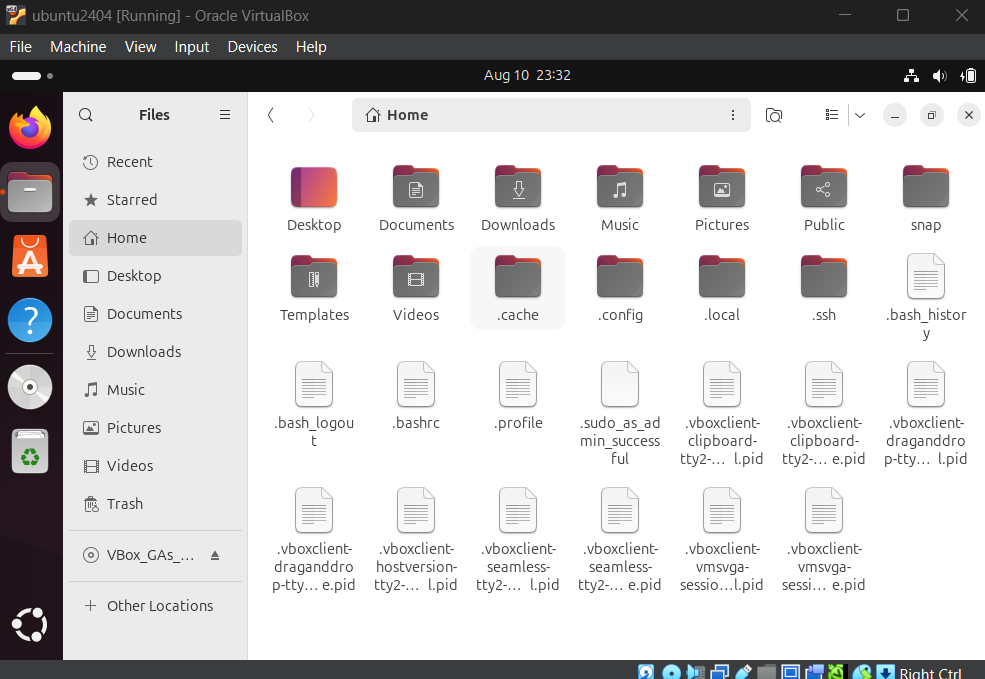 ubuntu2404 [Running] - Oracle VirtualBox
File Machine View Input Devices Help
Aug 10 23:32
Files
Home
Recent
Starred
Home
Desktop
Documents
Downloads
Music
Pictures
Videos
Trash
VBox_GAs_...
Other Locations
Desktop Documents Downloads Music Pictures Public snap
Templates Videos .cache .config .local .ssh .bash_histor
y
.bash_logou
t
.bashrc
.profile
.sudo_as_ad
min_success
ful
.vboxclient-
clipboard-
tty2-... l.pid
.vboxclient-
clipboard-
tty2-... e.pid
.vboxclient-
draganddro
p-tty... l.pid
.vboxclient-
draganddro
p-tty... e.pid
.vboxclient-
hostversion-
tty2-... l.pid
.vboxclient-
seamless-
tty2-... l.pid
.vboxclient-
seamless-
tty2-... e.pid
.vboxclient-
vmsvga-
sessio...l.pid
.vboxclient-
vmsvga-
sessi... e.pid
Right Ctrl